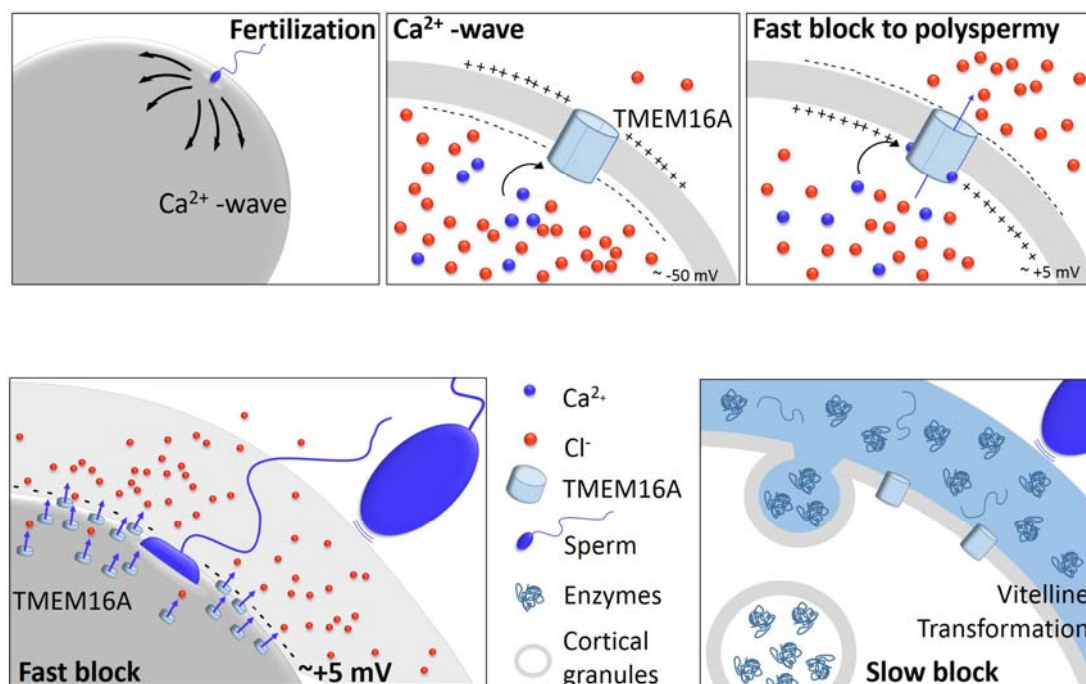 Fertilization
Ca²⁺ -wave
Ca²⁺ -wave
TMEM16A
~ -50 mV
Fast block to polyspermy
~ +5 mV
TMEM16A
Fast block
~+5 mV
Ca²⁺
Cl⁻
TMEM16A
Sperm
Enzymes
Cortical
granules
Vitelline
Transformation
Slow block